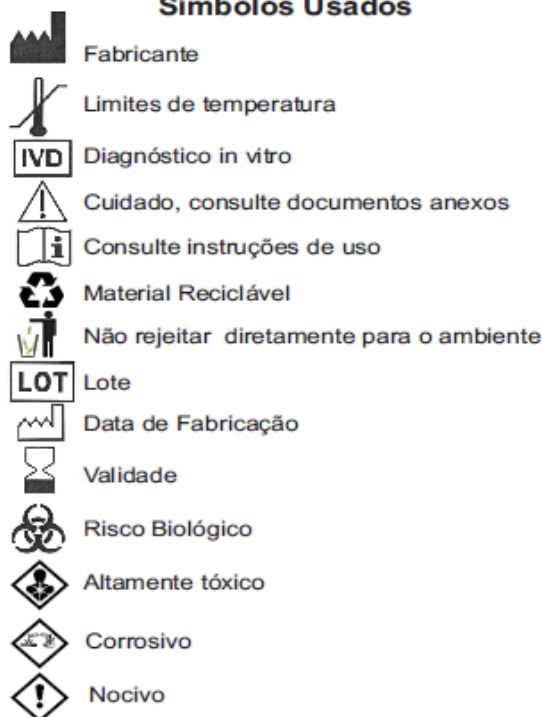 Símbolos Usados
Fabricante
Limites de temperatura
IVD Diagnóstico in vitro
Cuidado, consulte documentos anexos
i Consulte instruções de uso
Material Reciclável
Não rejeitar diretamente para o ambiente
LOT Lote
Data de Fabricação
Validade
Risco Biológico
Altamente tóxico
Corrosivo
Nocivo